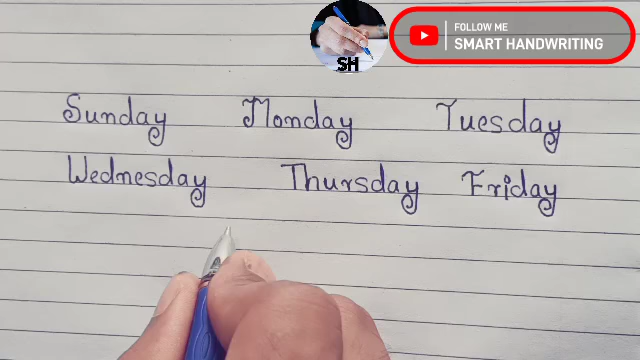 FOLLOW ME
SMART HANDWRITING
SH
Sunday Monday Tuesday
Wednesday Thursday Friday